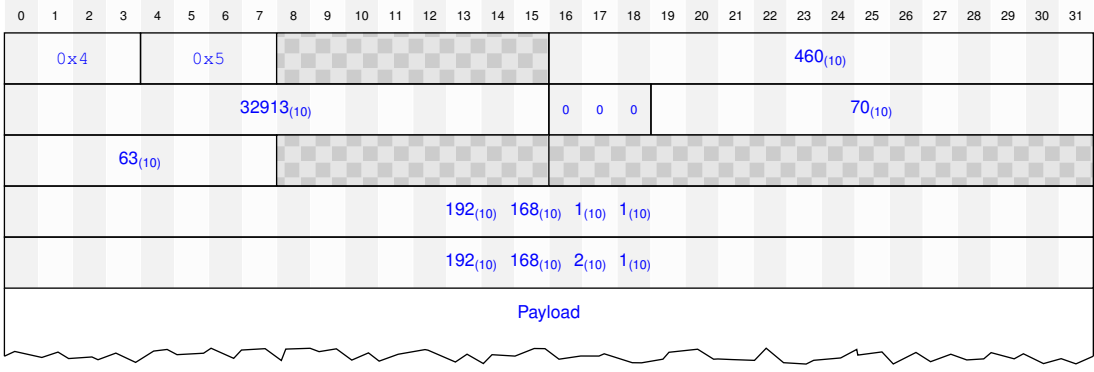 0 1 2 3 4 5 6 7 8 9 10 11 12 13 14 15 16 17 18 19 20 21 22 23 24 25 26 27 28 29 30 31
0x4 0x5 460(10)
32913(10) 0 0 0 70(10)
63(10)
192(10) 168(10) 1(10) 1(10)
192(10) 168(10) 2(10) 1(10)
Payload